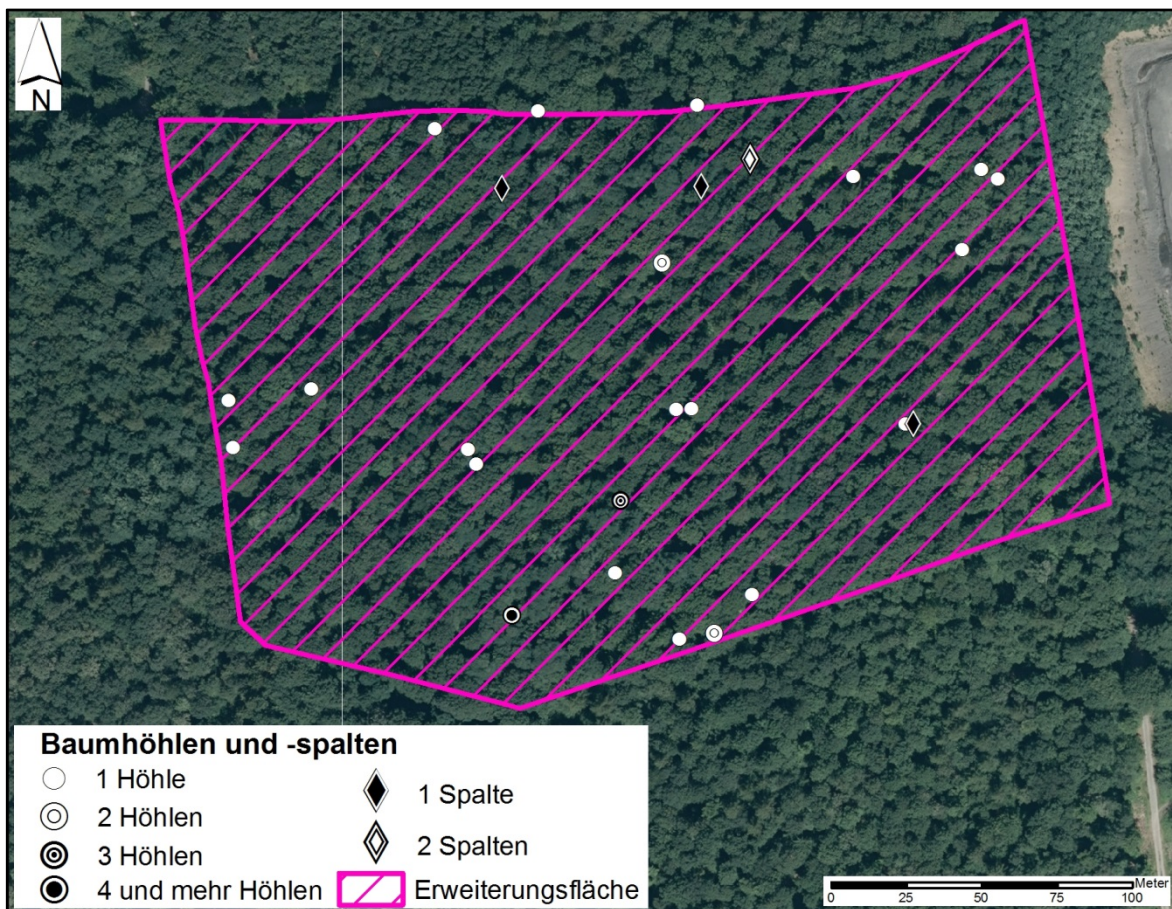 N
Baumhöhlen und -spalten
1 Höhle
2 Höhlen
3 Höhlen
4 und mehr Höhlen
1 Spalte
2 Spalten
Erweiterungsfläche
Meter
0 25 50 75 100